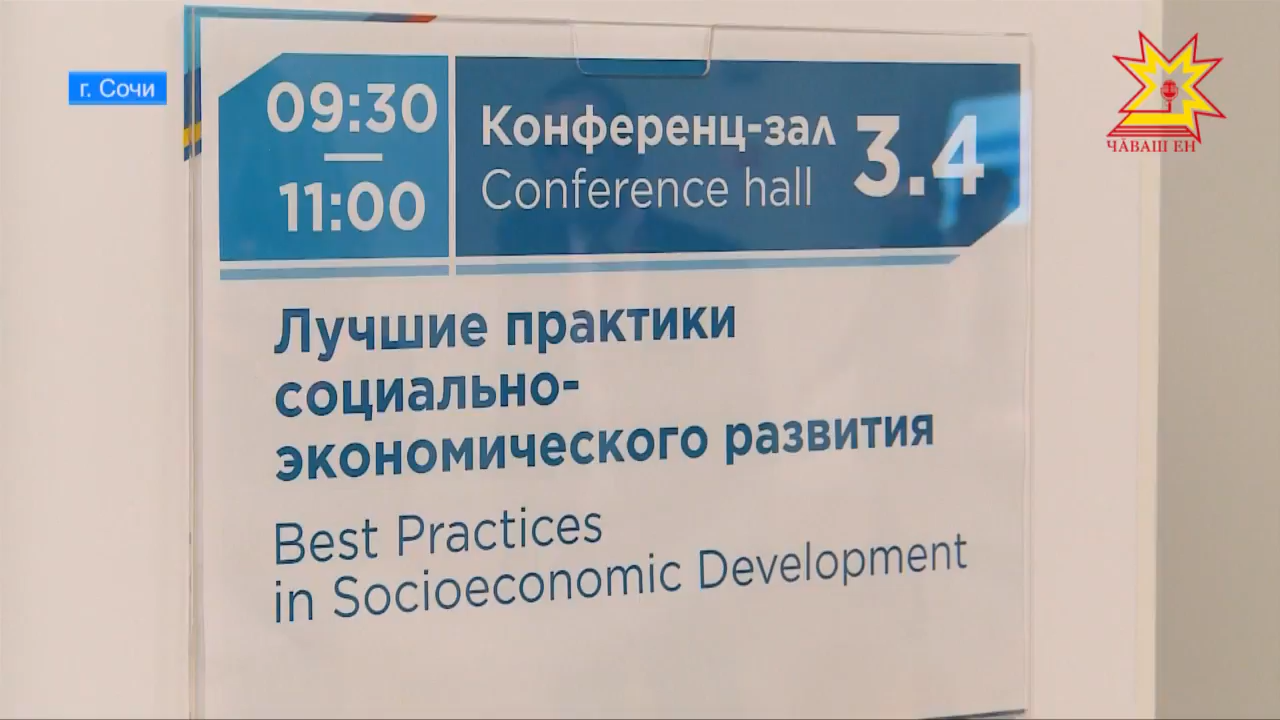 г. Сочи
ЧӐВАШ ЕН
09:30
—
11:00
Конференц-зал
Conference hall
3.4
Лучшие практики
социально-
экономического развития
Best Practices
in Socioeconomic Development